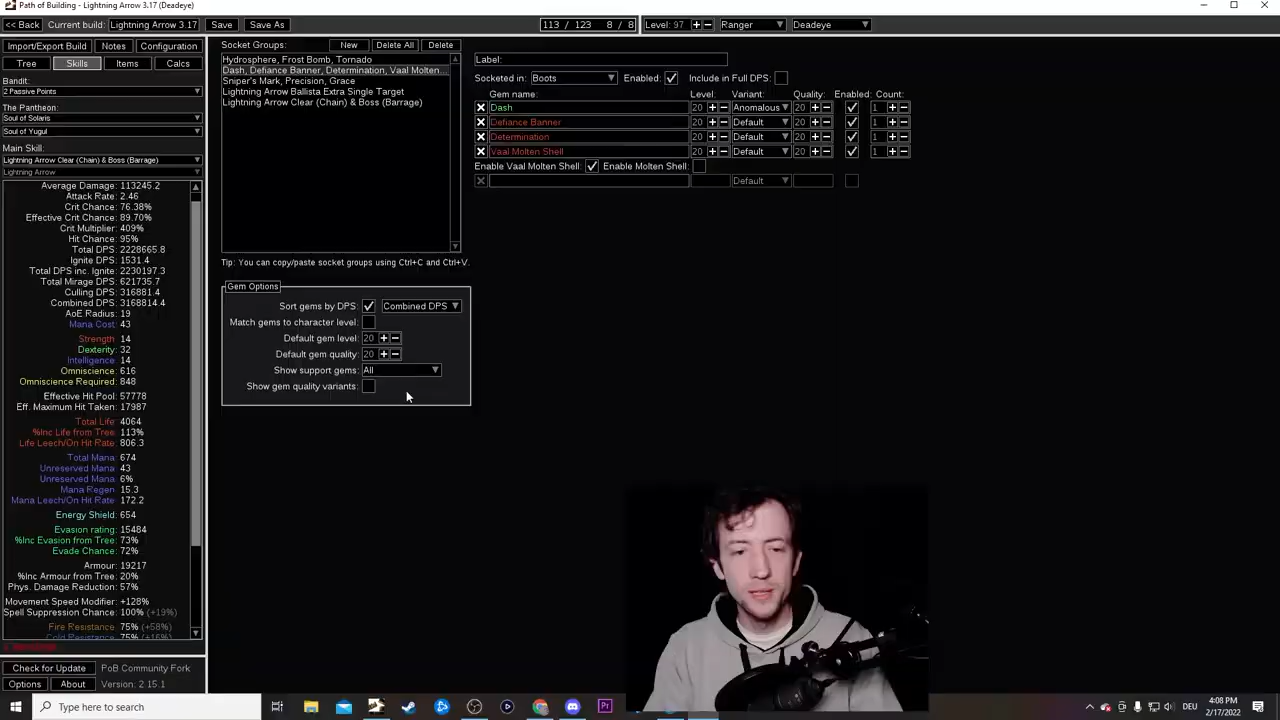 Path of Building - Lightning Arrow 3.17 (Deadeye)
<< Back Current build: Lightning Arrow 3.17 Save Save As 113 / 123 8 / 8 Level: 97 + − Ranger Deadeye
Import/Export Build Notes Configuration
Tree Skills Items Calcs
Bandit:
2 Passive Points
The Pantheon:
Soul of Solaris
Soul of Yugul
Main Skill:
Lightning Arrow Clear (Chain) & Boss (Barrage)
Lightning Arrow
Average Damage: 113245.2
Attack Rate: 2.46
Crit Chance: 76.38%
Effective Crit Chance: 89.70%
Crit Multiplier: 409%
Hit Chance: 95%
Total DPS: 2228665.8
Ignite DPS: 1531.4
Total DPS inc. Ignite: 2230197.3
Total Mirage DPS: 621735.7
Culling DPS: 316881.4
Combined DPS: 3168814.4
AoE Radius: 19
Mana Cost: 43
Strength: 14
Dexterity: 32
Intelligence: 14
Omniscience: 616
Omniscience Required: 848
Effective Hit Pool: 57778
Eff. Maximum Hit Taken: 17987
Total Life: 4064
%Inc Life from Tree: 113%
Life Leech/On Hit Rate: 806.3
Total Mana: 674
Unreserved Mana: 43
Unreserved Mana: 6%
Mana Regen: 15.3
Mana Leech/On Hit Rate: 172.2
Energy Shield: 654
Evasion rating: 15484
%Inc Evasion from Tree: 73%
Evade Chance: 72%
Armour: 19217
%Inc Armour from Tree: 20%
Phys. Damage Reduction: 57%
Movement Speed Modifier: +128%
Spell Suppression Chance: 100% (+19%)
Fire Resistance: 75% (+58%)
Cold Resistance: 75%
Check for Update PoB Community Fork
Options About Version: 2.15.1
Socket Groups: New Delete All Delete
Hydrosphere, Frost Bomb, Tornado
Dash, Defiance Banner, Determination, Vaal Molten...
Sniper's Mark, Precision, Grace
Lightning Arrow Ballista Extra Single Target
Lightning Arrow Clear (Chain) & Boss (Barrage)
Tip: You can copy/paste socket groups using Ctrl+C and Ctrl+V.
Gem Options
Sort gems by DPS: Combined DPS
Match gems to character level:
Default gem level: 20 + −
Default gem quality: 20 + −
Show support gems: All
Show gem quality variants:
Label:
Socketed in: Boots Enabled: Include in Full DPS:
Gem name: Level: Variant: Quality: Enabled: Count:
Dash 20 + − Anomalous 20 + − 1 + −
Defiance Banner 20 + − Default 20 + − 1 + −
Determination 20 + − Default 20 + − 1 + −
Vaal Molten Shell 20 + − Default 20 + − 1 + −
Enable Vaal Molten Shell: Enable Molten Shell:
Default
Type here to search
DEU
4:08 PM
2/17/2022